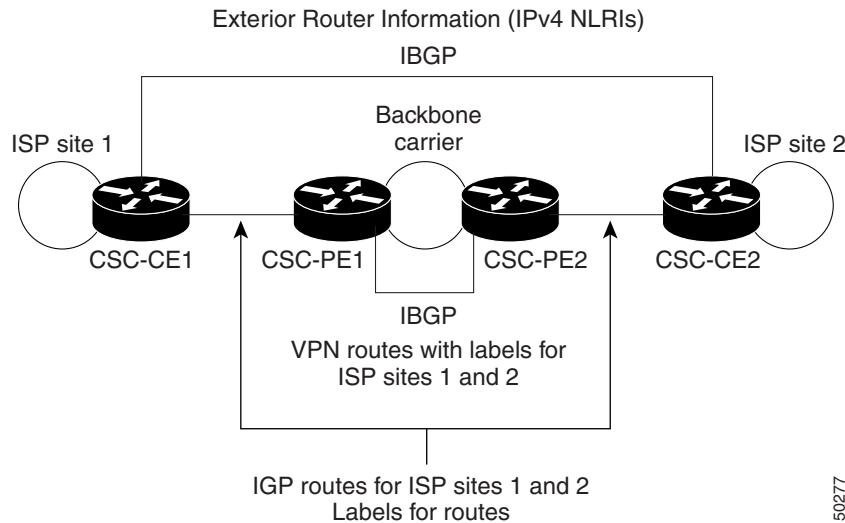 Exterior Router Information (IPv4 NLRIs)
IBGP
Backbone
carrier
ISP site 1
ISP site 2
CSC-CE1
CSC-PE1
CSC-PE2
CSC-CE2
IBGP
VPN routes with labels for
ISP sites 1 and 2
IGP routes for ISP sites 1 and 2
Labels for routes
50277